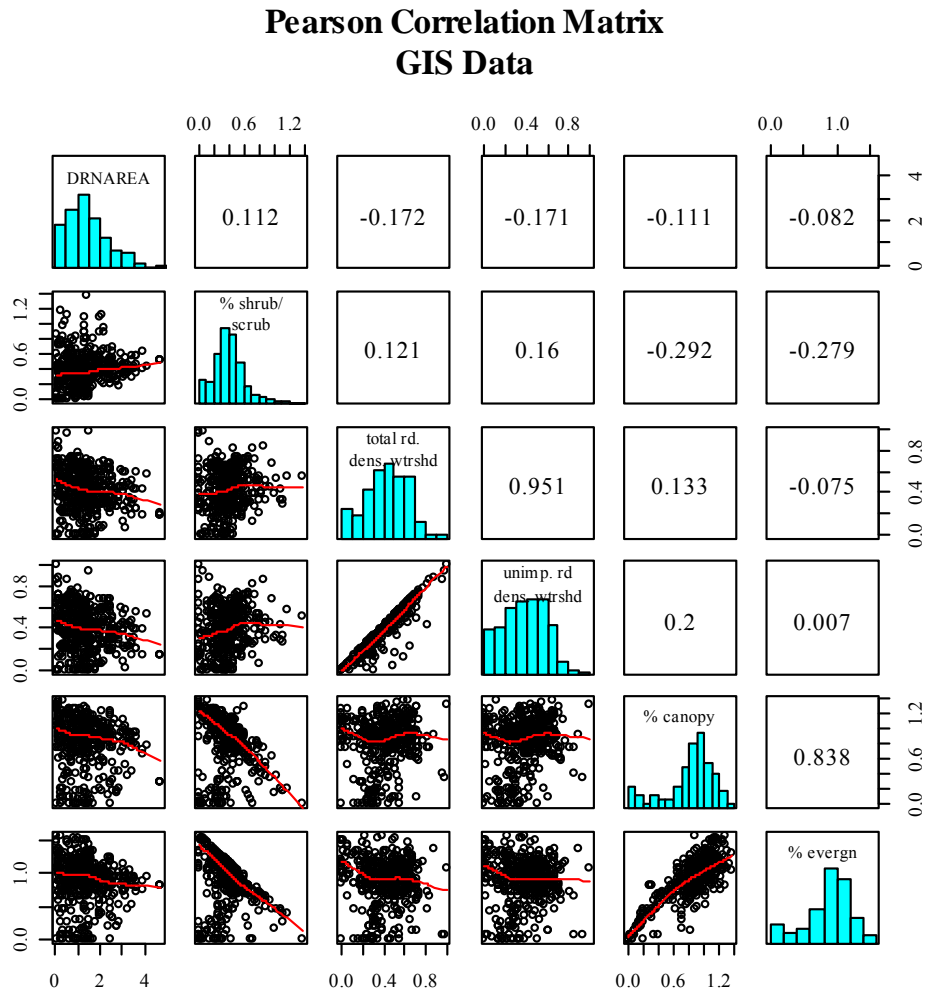 Pearson Correlation Matrix
GIS Data
0.0 0.6 1.2
0.0 0.4 0.8
0.0 1.0
DRNAREA
0.112
-0.172
-0.171
-0.111
-0.082
0 2 4
0.0 0.6 1.2
% shrub/
scrub
0.121
0.16
-0.292
-0.279
total rd.
dens. wtrshd
0.951
0.133
-0.075
0.0 0.4 0.8
0.0 0.4 0.8
unimp. rd
dens. wtrshd
0.2
0.007
% canopy
0.838
0.0 0.6 1.2
0.0 1.0
% evergn
0 2 4
0.0 0.4 0.8
0.0 0.6 1.2